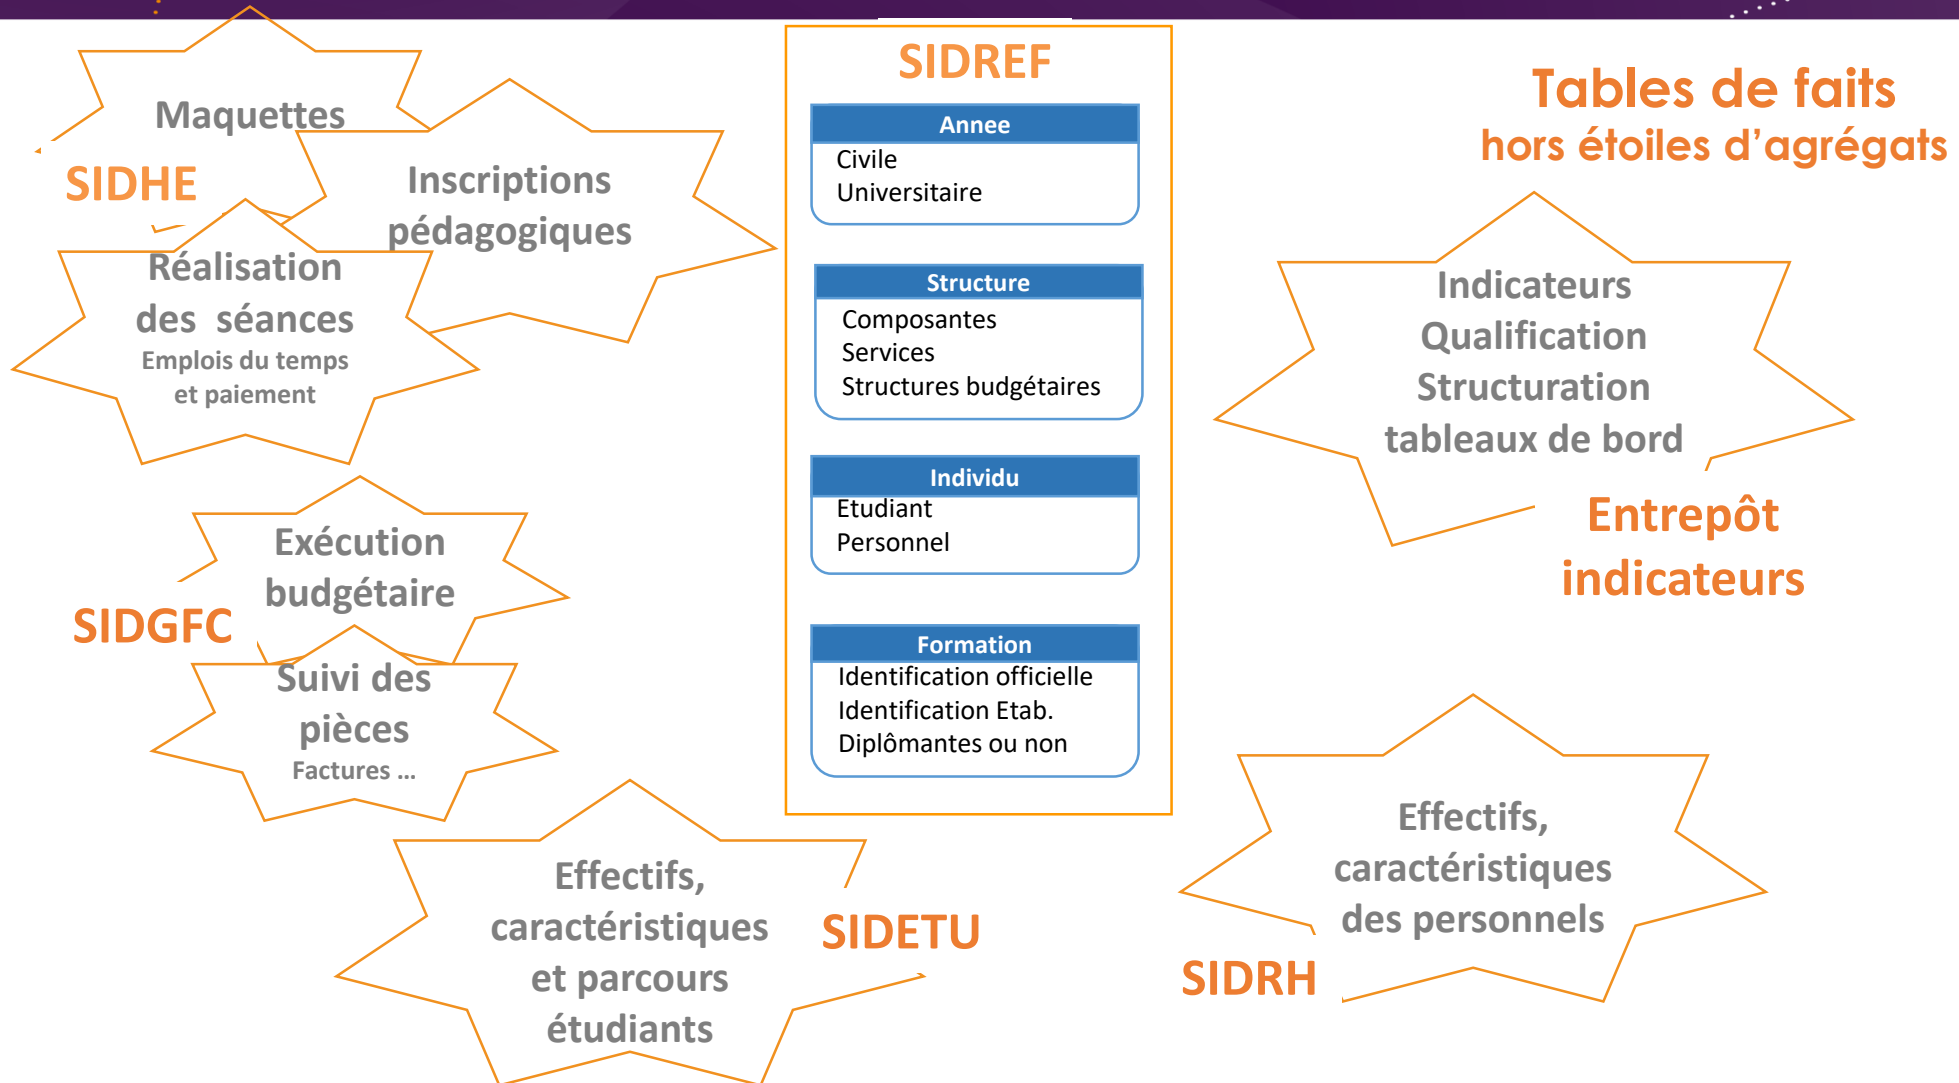 Tables de faits
hors étoiles d’agrégats
Maquettes
SIDHE
Inscriptions
pédagogiques
Réalisation
des  séances
Emplois du temps
et paiement
Exécution
budgétaire
SIDGFC
Suivi des
pièces
Factures ...
Effectifs,
caractéristiques
et parcours
étudiants
SIDETU
SIDREF
Annee
Civile
Universitaire
Structure
Composantes
Services
Structures budgétaires
Individu
Etudiant
Personnel
Formation
Identification officielle
Identification Etab.
Diplômantes ou non
Indicateurs
Qualification
Structuration
tableaux de bord
Entrepôt
indicateurs
Effectifs,
caractéristiques
des personnels
SIDRH